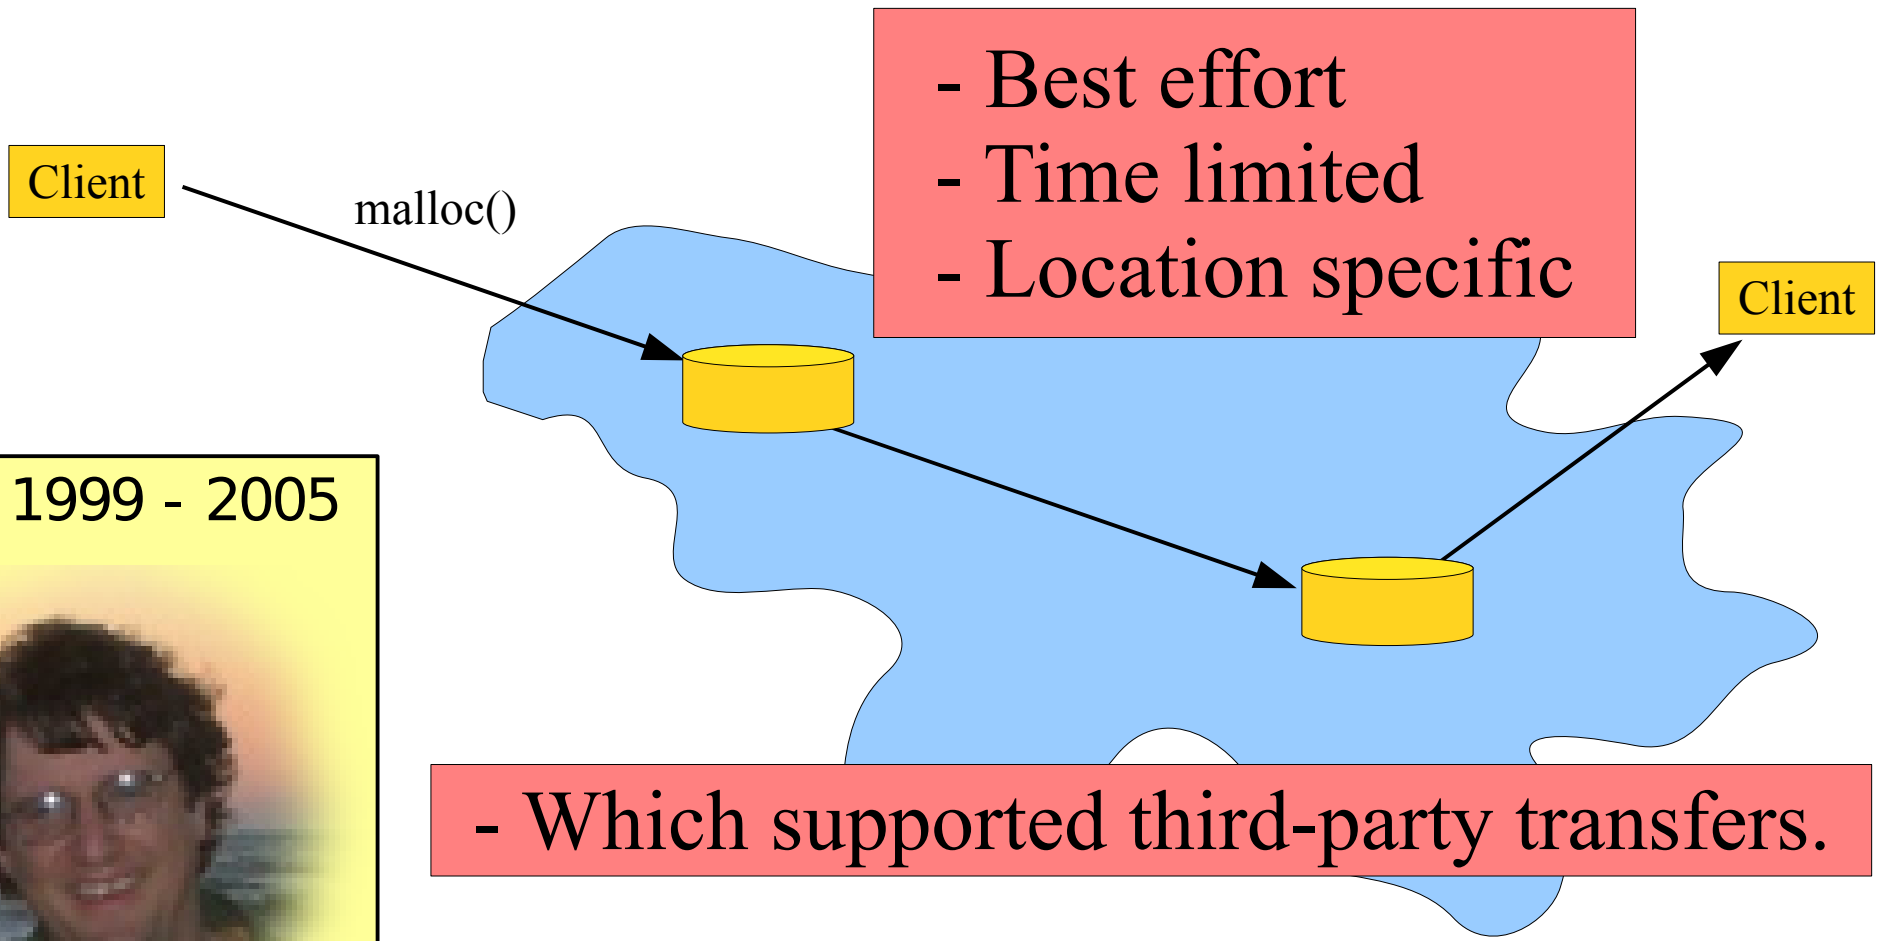 - Best effort
- Time limited
- Location specific
Client
malloc()
Client
1999 - 2005
- Which supported third-party transfers.